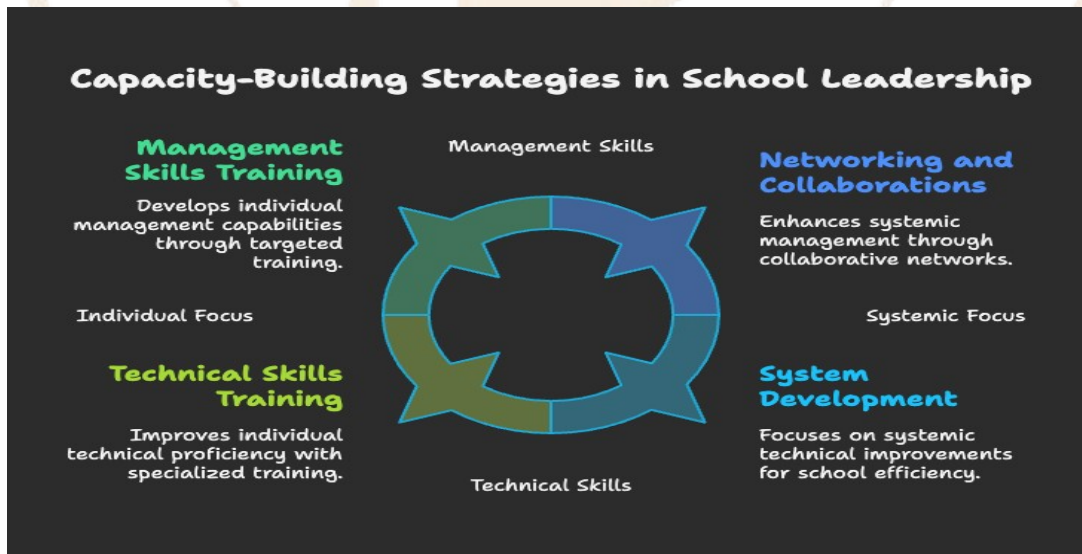 Capacity-Building Strategies in School Leadership
Management Skills
Management
Skills Training
Develops individual
management capabilities
through targeted
training.
Networking and
Collaborations
Enhances systemic
management through
collaborative networks.
Individual Focus
Systemic Focus
Technical Skills
Training
Improves individual
technical proficiency with
specialized training.
System
Development
Focuses on systemic
technical improvements
for school efficiency.
Technical Skills